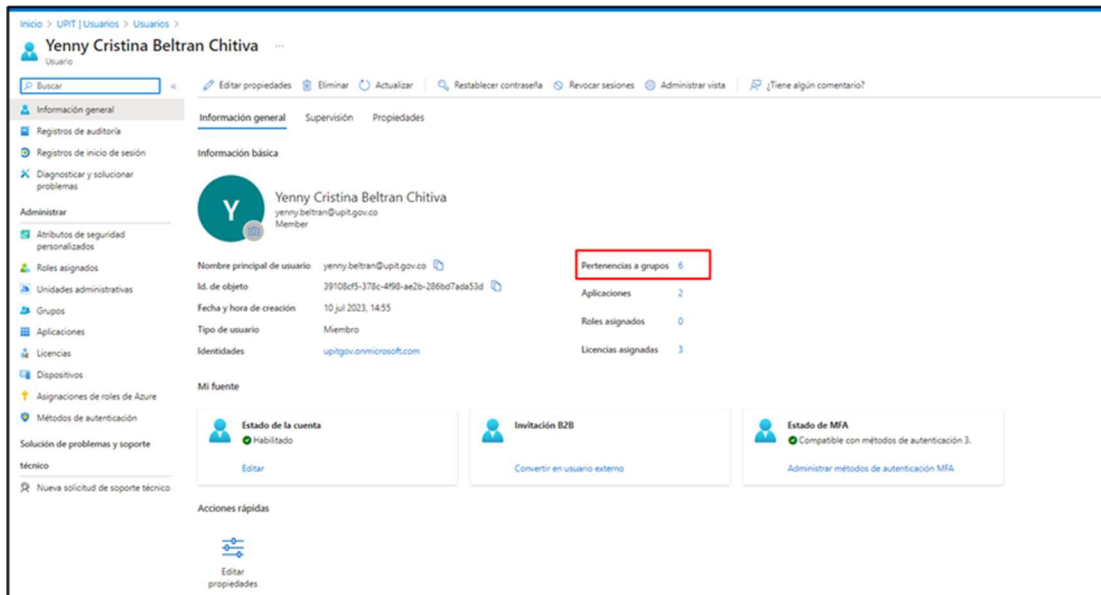 Inicio > UPIT | Usuarios > Usuarios >
Yenny Cristina Beltran Chitiva ...
Usuario
Buscar
«
Editar propiedades Eliminar Actualizar Restablecer contraseña Revocar sesiones Administrar vista ¿Tiene algún comentario?
Información general
Registros de auditoría
Registros de inicio de sesión
Diagnosticar y solucionar
problemas
Administrar
Atributos de seguridad
personalizados
Roles asignados
Unidades administrativas
Grupos
Aplicaciones
Licencias
Dispositivos
Asignaciones de roles de Azure
Métodos de autenticación
Solución de problemas y soporte
técnico
Nueva solicitud de soporte técnico
Información general Supervisión Propiedades
Información básica
Y
Yenny Cristina Beltran Chitiva
yenny.beltran@upit.gov.co
Member
Nombre principal de usuario yenny.beltran@upit.gov.co
Id. de objeto 39108cf5-378c-4f98-ae2b-286bd7ada53d
Fecha y hora de creación 10 jul 2023, 14:55
Tipo de usuario Miembro
Identidades upitgov.onmicrosoft.com
Pertenencias a grupos 6
Aplicaciones 2
Roles asignados 0
Licencias asignadas 3
Mi fuente
Estado de la cuenta
Habilitado
Editar
Invitación B2B
Convertir en usuario externo
Estado de MFA
Compatible con métodos de autenticación 3.
Administrar métodos de autenticación MFA
Acciones rápidas
Editar
propiedades